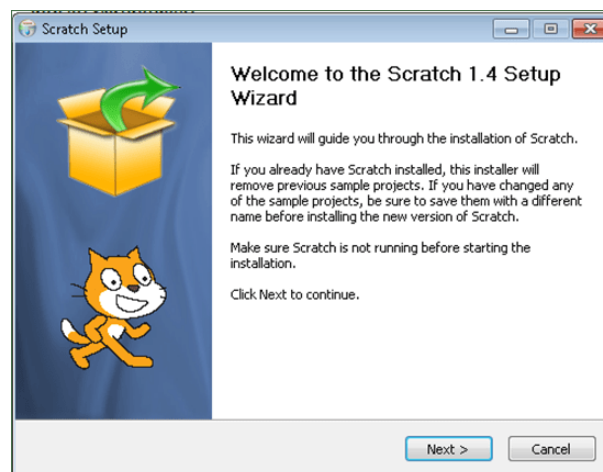 Scratch Setup
Welcome to the Scratch 1.4 Setup
Wizard
This wizard will guide you through the installation of Scratch.
If you already have Scratch installed, this installer will
remove previous sample projects. If you have changed any
of the sample projects, be sure to save them with a different
name before installing the new version of Scratch.
Make sure Scratch is not running before starting the
installation.
Click Next to continue.
Next >
Cancel